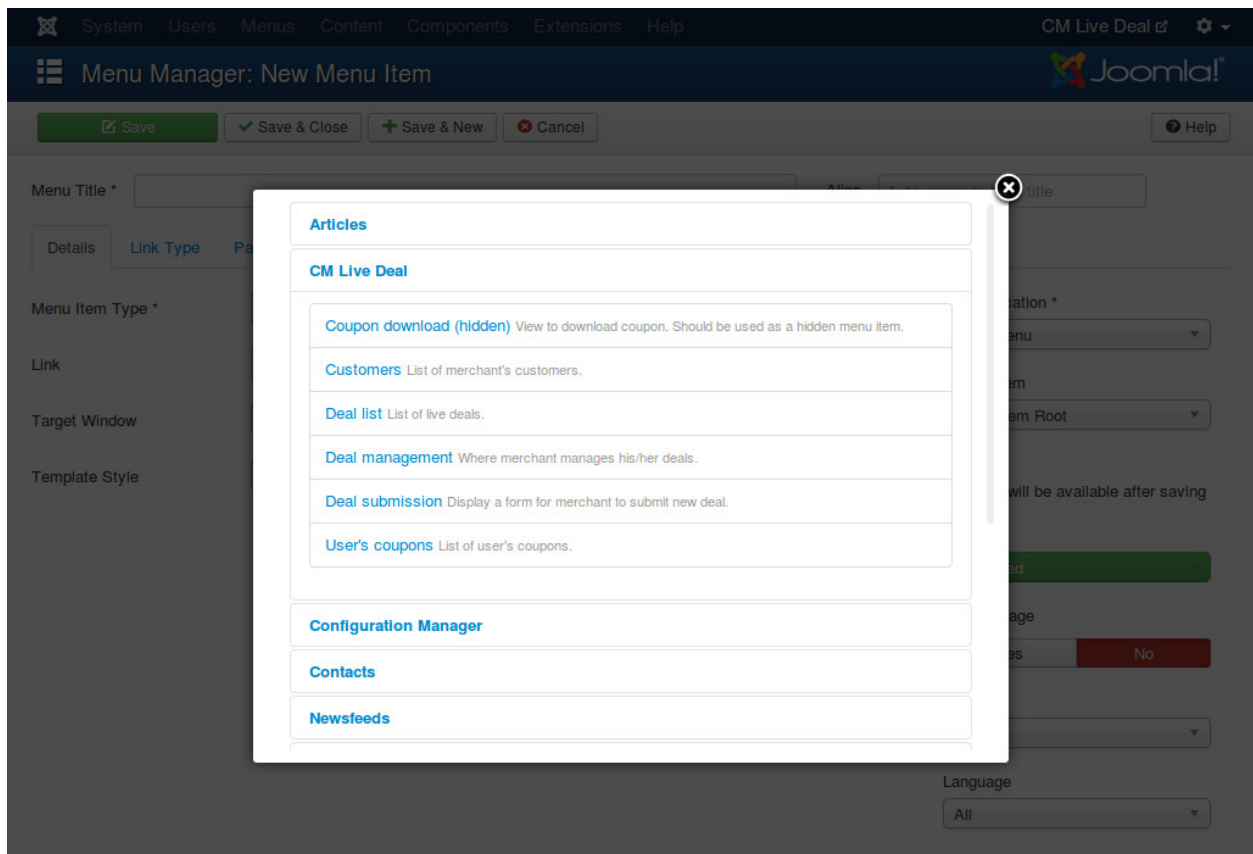 System Users Menus Content Components Extensions Help CM Live Deal
Menu Manager: New Menu Item Joomla!
Save Save & Close Save & New Cancel Help
Menu Title * title
Details Link Type
Articles
CM Live Deal
Menu Item Type *
Coupon download (hidden) View to download coupon. Should be used as a hidden menu item.
Link
Customers List of merchant's customers.
Deal list List of live deals.
Target Window
em Root
Deal management Where merchant manages his/her deals.
Template Style
Deal submission Display a form for merchant to submit new deal.
will be available after saving
User's coupons List of user's coupons.
Configuration Manager
No
Contacts
Newsfeeds
Language
All